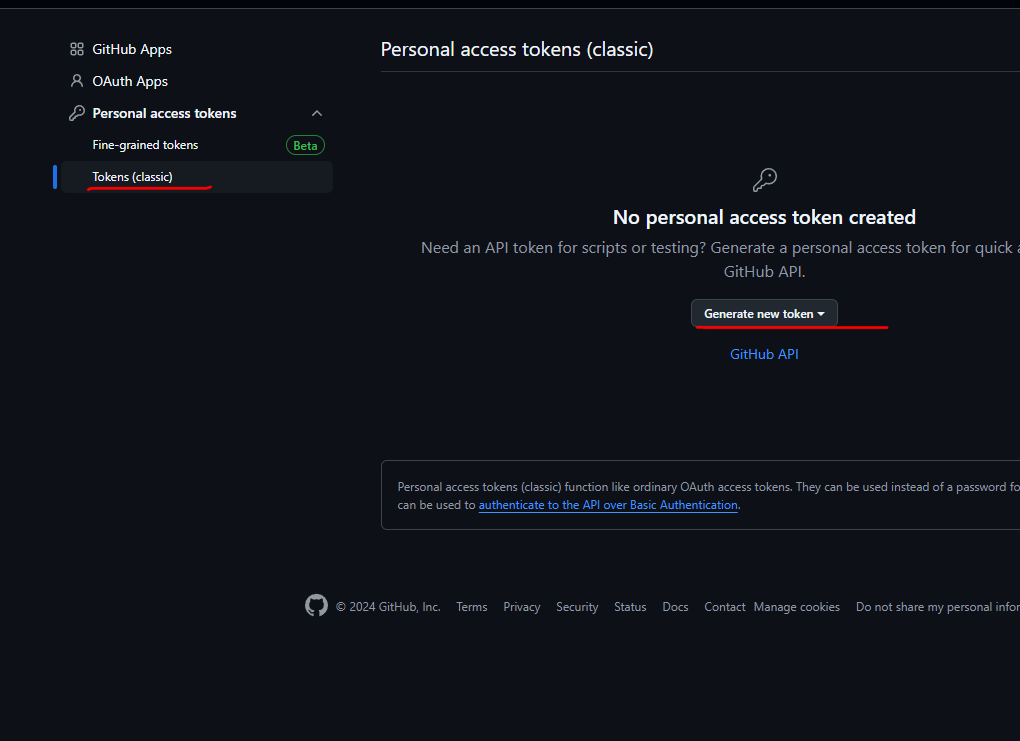 GitHub Apps
OAuth Apps
Personal access tokens
Fine-grained tokens Beta
Tokens (classic)
Personal access tokens (classic)
No personal access token created
Need an API token for scripts or testing? Generate a personal access token for quick a
GitHub API.
Generate new token
GitHub API
Personal access tokens (classic) function like ordinary OAuth access tokens. They can be used instead of a password fo
can be used to authenticate to the API over Basic Authentication.
© 2024 GitHub, Inc. Terms Privacy Security Status Docs Contact Manage cookies Do not share my personal infor